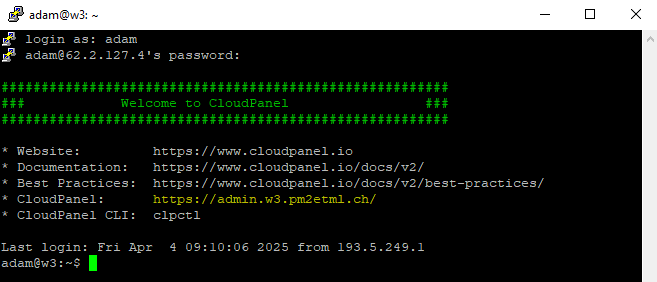 adam@w3: ~
login as: adam
adam@62.2.127.4's password:
########################################################
###            Welcome to CloudPanel                 ###
########################################################
* Website:         https://www.cloudpanel.io
* Documentation:   https://www.cloudpanel.io/docs/v2/
* Best Practices:  https://www.cloudpanel.io/docs/v2/best-practices/
* CloudPanel:      https://admin.w3.pm2etml.ch/
* CloudPanel CLI:  clpctl
Last login: Fri Apr  4 09:10:06 2025 from 193.5.249.1
adam@w3:~$